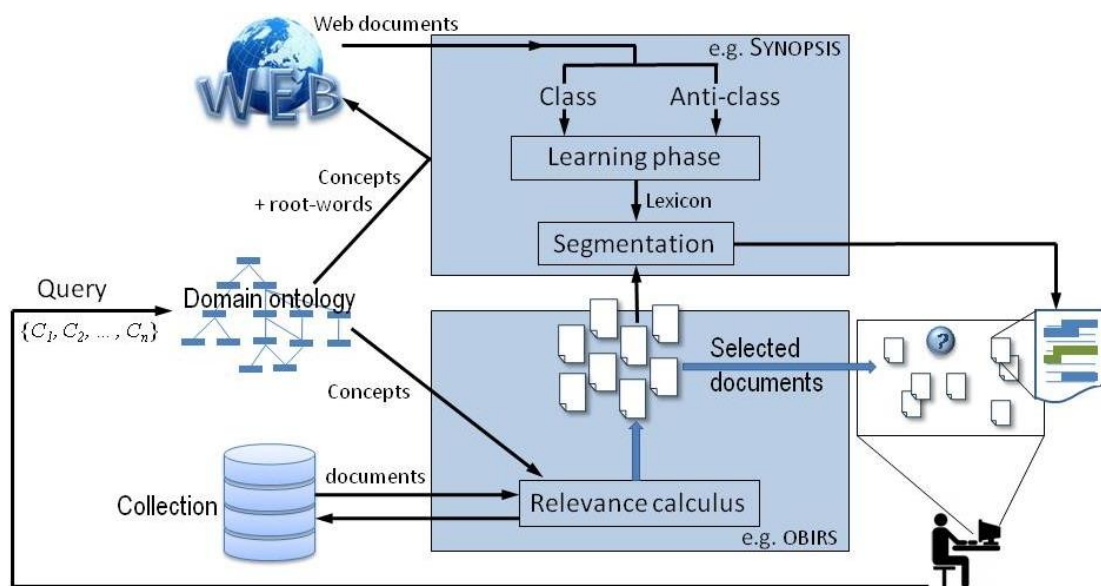 Web documents
e.g. SYNOPSIS
WEB
Class
Anti-class
Learning phase
Concepts
+ root-words
Lexicon
Segmentation
Query
{C₁, C₂, ..., Cₙ}
Domain ontology
?
Selected
documents
Concepts
documents
Collection
Relevance calculus
e.g. OBIRS